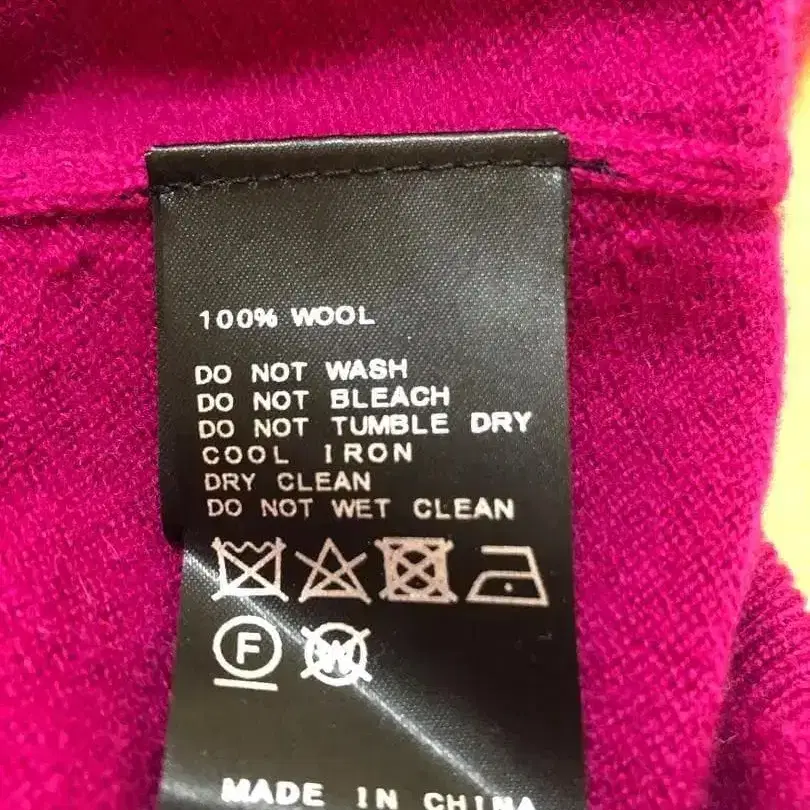 100% WOOL
DO NOT WASH
DO NOT BLEACH
DO NOT TUMBLE DRY
COOL IRON
DRY CLEAN
DO NOT WET CLEAN
F W
MADE IN CHINA